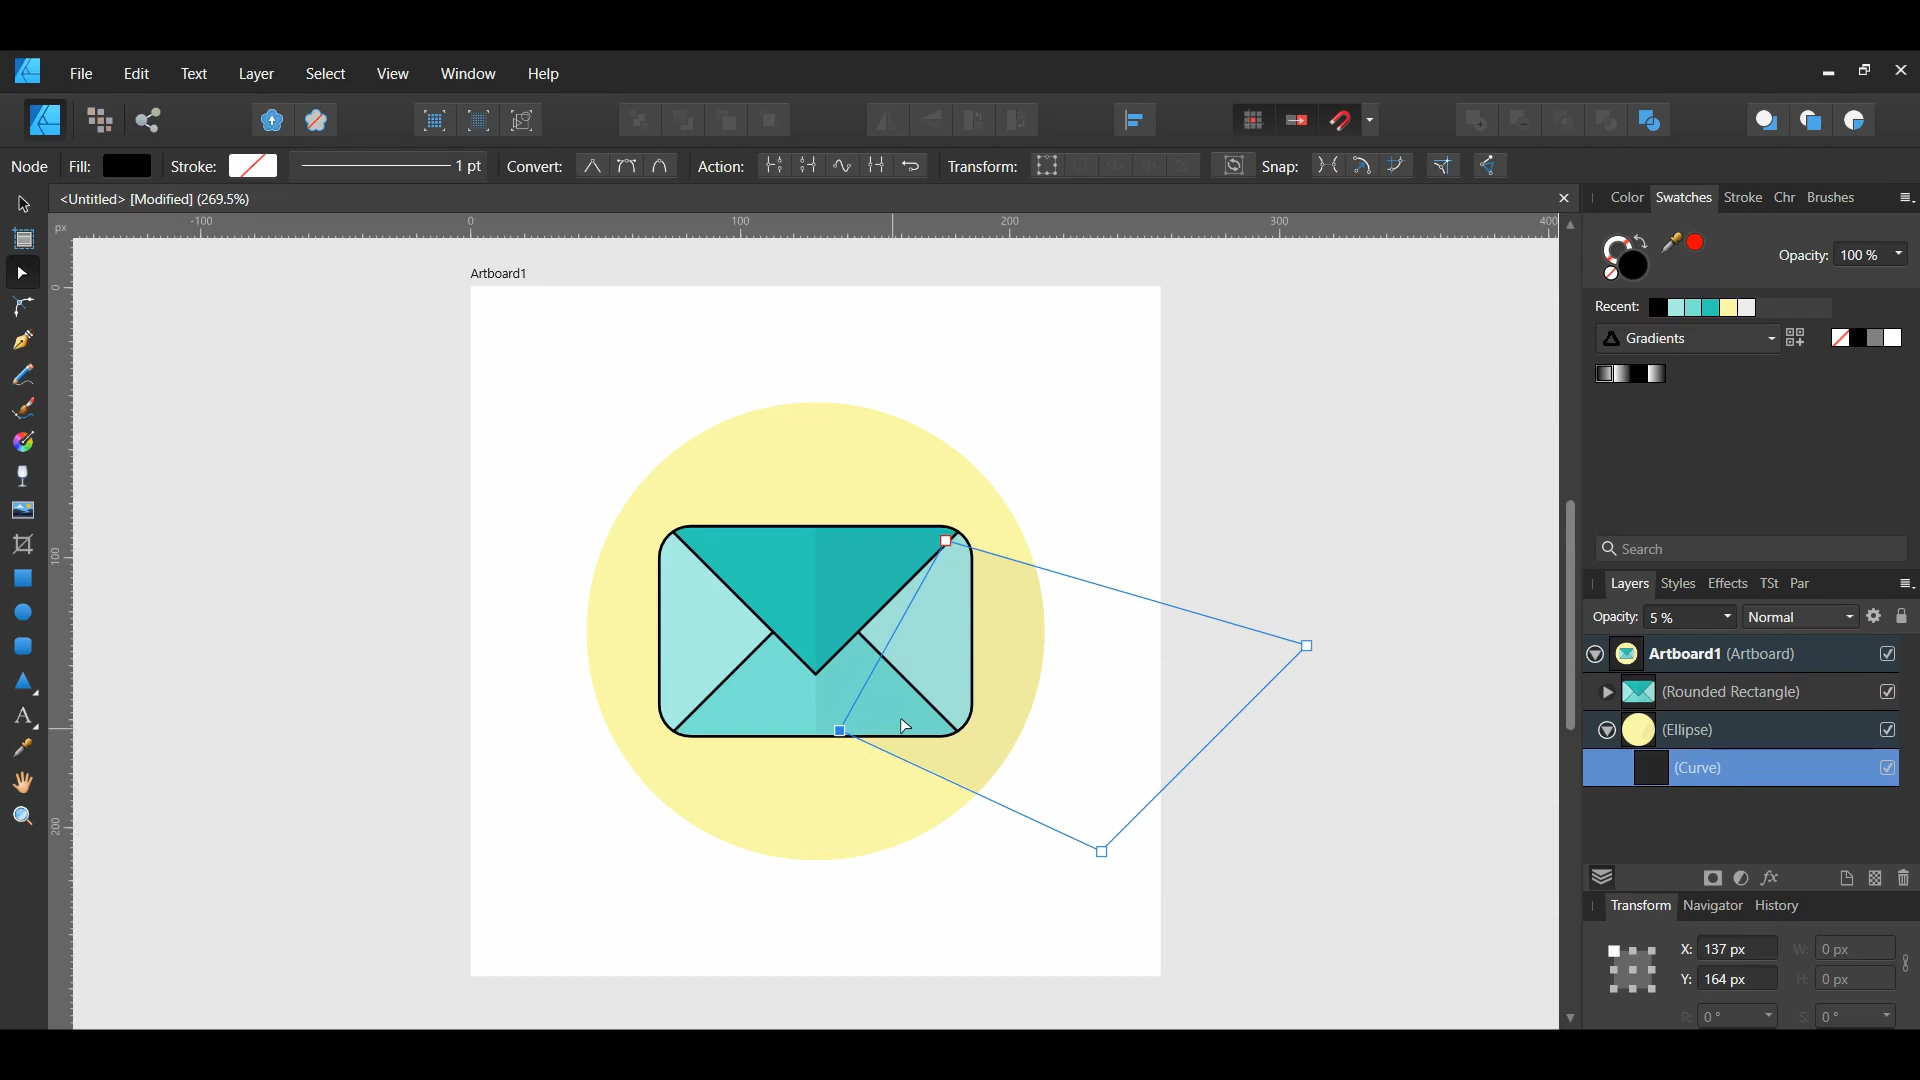 File Edit Text Layer Select View Window Help
Node Fill: Stroke: 1 pt Convert: Action: Transform: Snap:
<Untitled> [Modified] (269.5%)
Color Swatches Stroke Chr Brushes
px -100 0 100 200 300 400
Opacity: 100 %
Artboard1
0
100
200
Recent:
Gradients
Search
Layers Styles Effects TSt Par
Opacity: 5 % Normal
Artboard1 (Artboard)
(Rounded Rectangle)
(Ellipse)
(Curve)
Transform Navigator History
X: 137 px W: 0 px
Y: 164 px H: 0 px
R: 0 ° S: 0 °